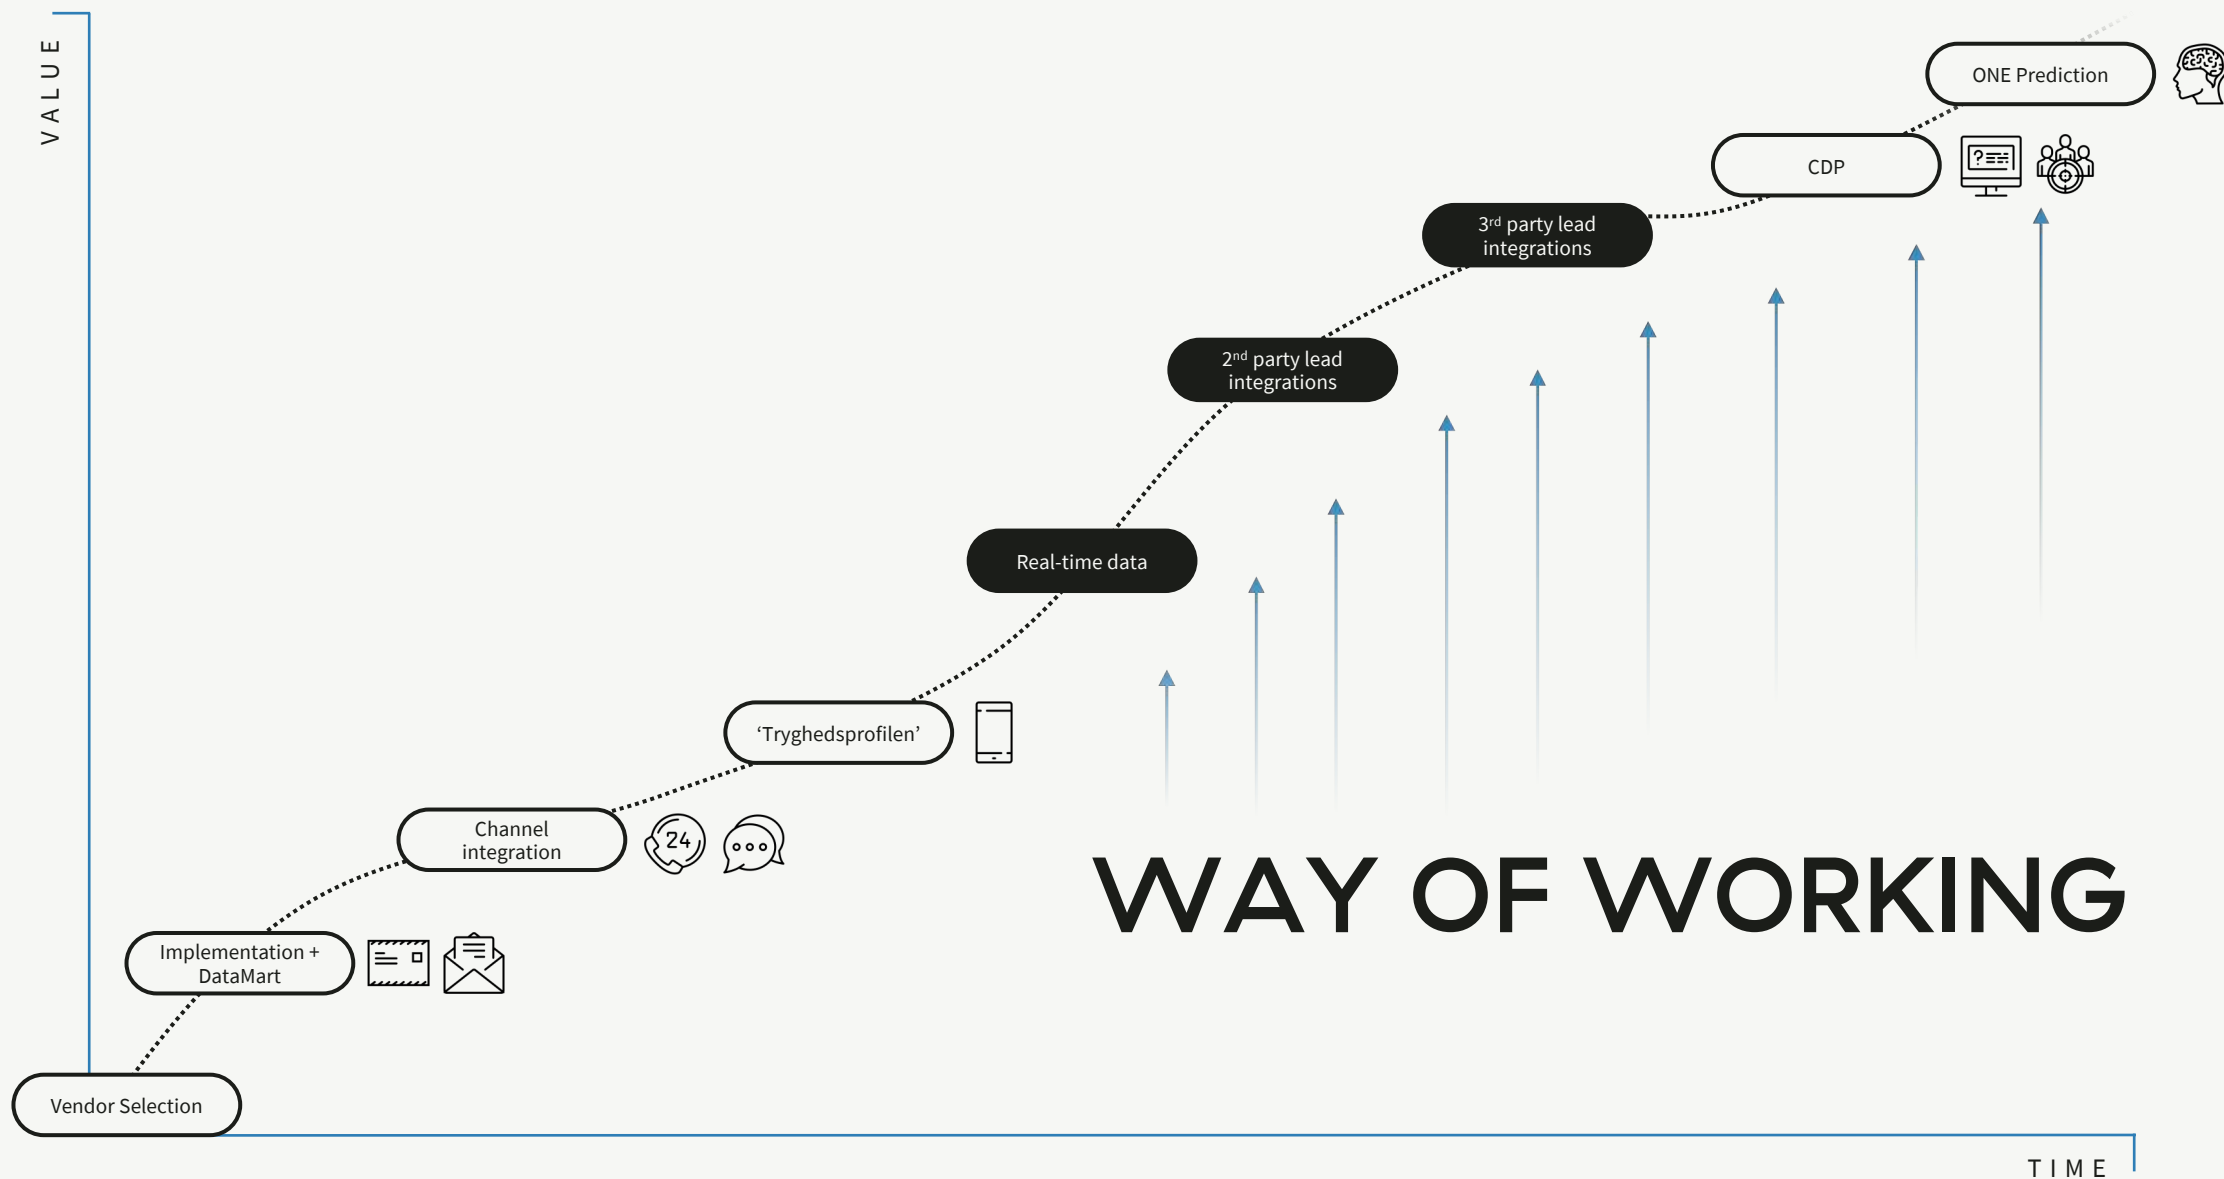 VALUE
ONE Prediction
? 
CDP
3rd party lead
integrations
2nd party lead
integrations
Real-time data
‘Tryghedsprofilen’
Channel
integration
24
WAY OF WORKING
Implementation +
DataMart
Vendor Selection
TIME